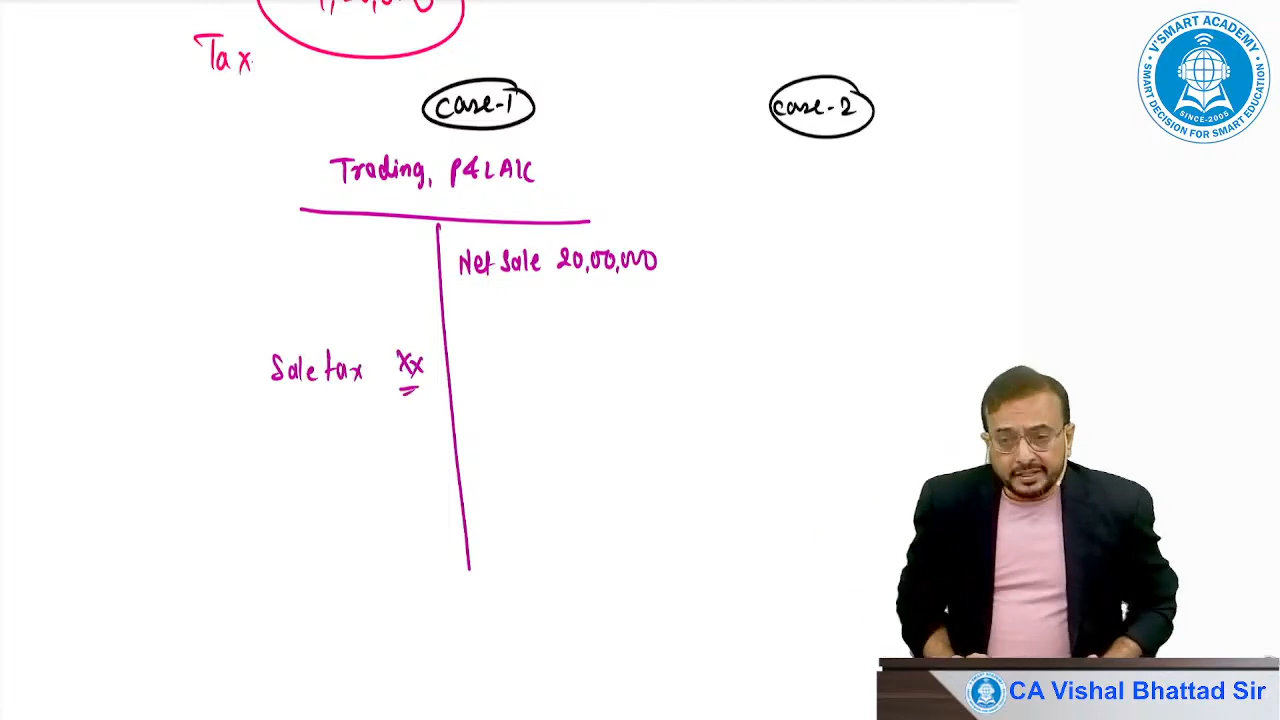 Tax
Case-1
Case-2
Trading, P&L A/C
Net Sale 20,00,000
Sale tax xx
V'SMART ACADEMY
SINCE-2005
SMART DECISION FOR SMART EDUCATION
CA Vishal Bhattad Sir